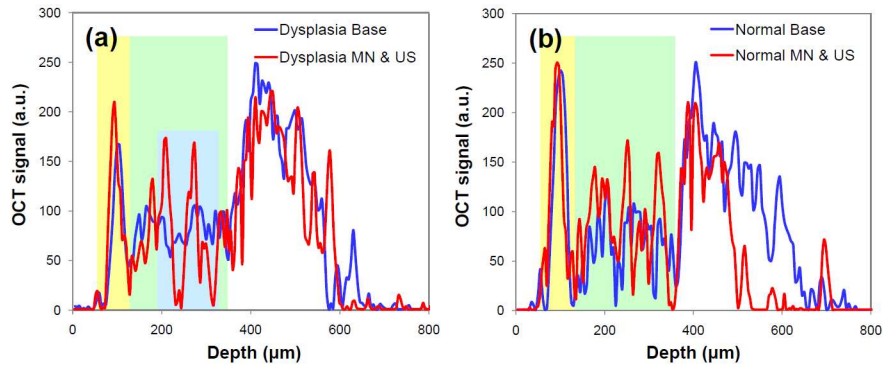 (a)
Dysplasia Base
Dysplasia MN & US
OCT signal (a.u.)
300
250
200
150
100
50
0
0 200 400 600 800
Depth (µm)
(b)
Normal Base
Normal MN & US
OCT signal (a.u.)
300
250
200
150
100
50
0
0 200 400 600 800
Depth (µm)